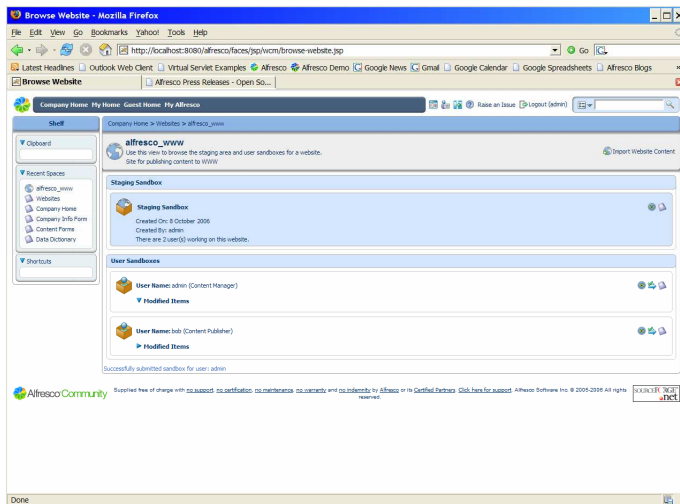 Browse Website - Mozilla Firefox
File Edit View Go Bookmarks Yahoo! Tools Help
http://localhost:8080/alfresco/faces/jsp/wcm/browse-website.jsp Go
Latest Headlines Outlook Web Client Virtual Servlet Examples Alfresco Alfresco Demo Google News Gmail Google Calendar Google Spreadsheets Alfresco Blogs
Browse Website Alfresco Press Releases - Open So...
Company Home My Home Guest Home My Alfresco Raise an Issue Logout (admin)
Shelf
Company Home > Websites > alfresco_www
Clipboard
alfresco_www
Use this view to browse the staging area and user sandboxes for a website.
Site for publishing content to WWW
Import Website Content
Recent Spaces
alfresco_www
Websites
Company Home
Company Info Form
Content Forms
Data Dictionary
Shortcuts
Staging Sandbox
Staging Sandbox
Created On: 8 October 2006
Created By: admin
There are 2 user(s) working on this website.
User Sandboxes
User Name: admin (Content Manager)
Modified Items
User Name: bob (Content Publisher)
Modified Items
Successfully submitted sandbox for user: admin
Alfresco Community
Supplied free of charge with no support, no certification, no maintenance, no warranty and no indemnity by Alfresco or its Certified Partners. Click here for support. Alfresco Software Inc. © 2005-2006 All rights
reserved.
SOURCEFORGE
.net
Done